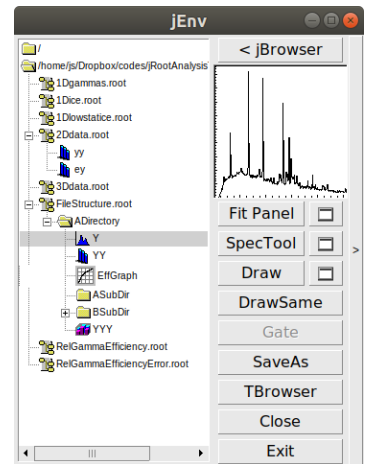 jEnv
/
/home/js/Dropbox/codes/jRootAnalysis
1Dgammas.root
1Dice.root
1Dlowstatice.root
2Ddata.root
yy
ey
3Ddata.root
FileStructure.root
ADirectory
Y
YY
EffGraph
ASubDir
BSubDir
YYY
RelGammaEfficiency.root
RelGammaEfficiencyError.root
< jBrowser
Fit Panel
SpecTool
Draw
DrawSame
Gate
SaveAs
TBrowser
Close
Exit
>